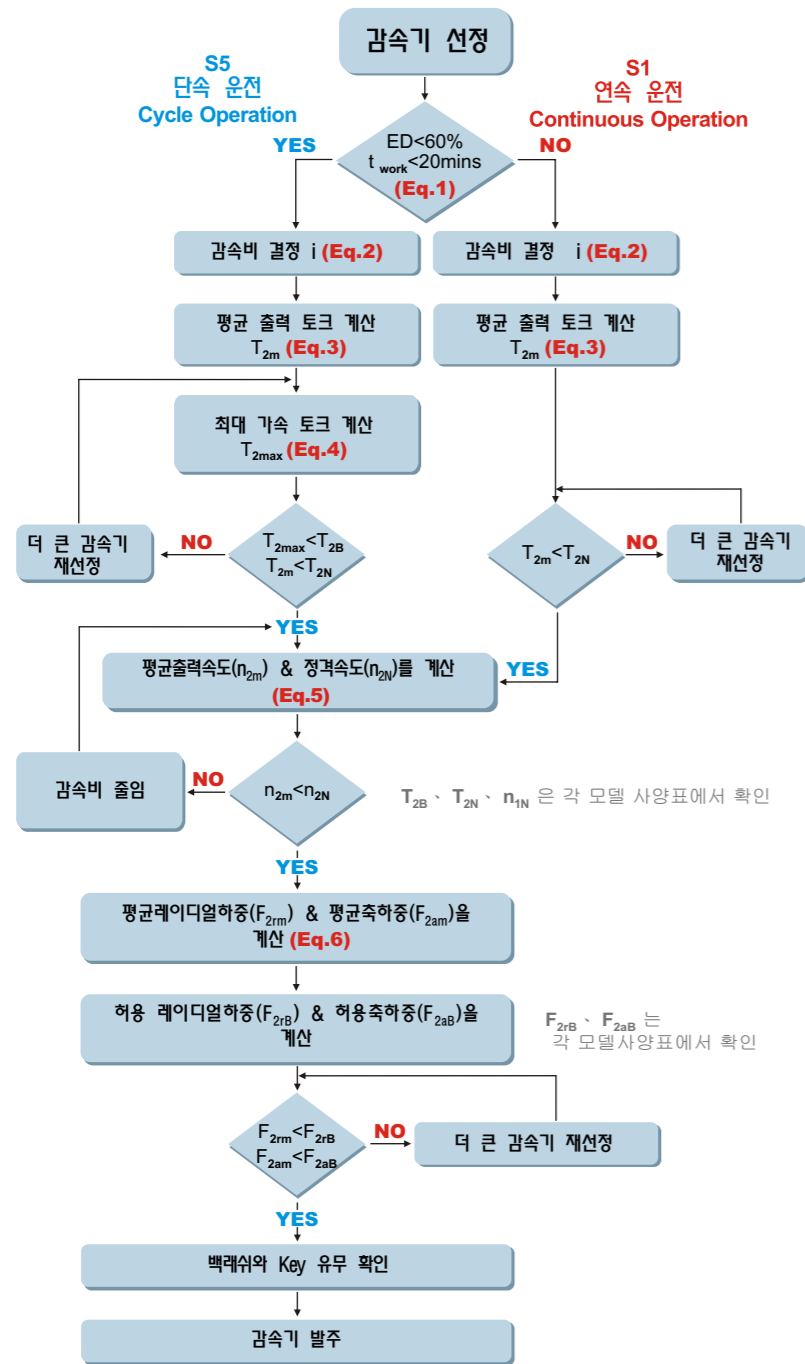 감속기 선정
S5
단속 운전
Cycle Operation
S1
연속 운전
Continuous Operation
YES
ED<60%
t work<20mins
(Eq.1)
NO
감속비 결정 i (Eq.2)
감속비 결정 i (Eq.2)
평균 출력 토크 계산
T2m (Eq.3)
평균 출력 토크 계산
T2m (Eq.3)
최대 가속 토크 계산
T2max (Eq.4)
더 큰 감속기
재선정
NO
T2max<T2B
T2m<T2N
T2m<T2N
NO
더 큰 감속기
재선정
YES
평균출력속도(n2m) & 정격속도(n2N)를 계산
(Eq.5)
YES
감속비 줄임
NO
n2m<n2N
T2B、 T2N、 n1N 은 각 모델 사양표에서 확인
YES
평균레이디얼하중(F2rm) & 평균축하중(F2am)을
계산 (Eq.6)
허용 레이디얼하중(F2rB) & 허용축하중(F2aB)을
계산
F2rB、 F2aB 는
각 모델사양표에서 확인
F2rm<F2rB
F2am<F2aB
NO
더 큰 감속기 재선정
YES
백래쉬와 Key 유무 확인
감속기 발주